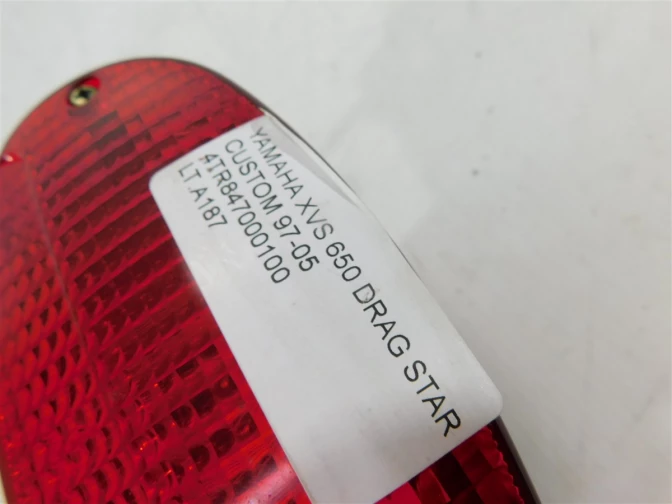 YAMAHA XVS 650 DRAG STAR
CUSTOM 97-05
4TR847000100
LT.A187